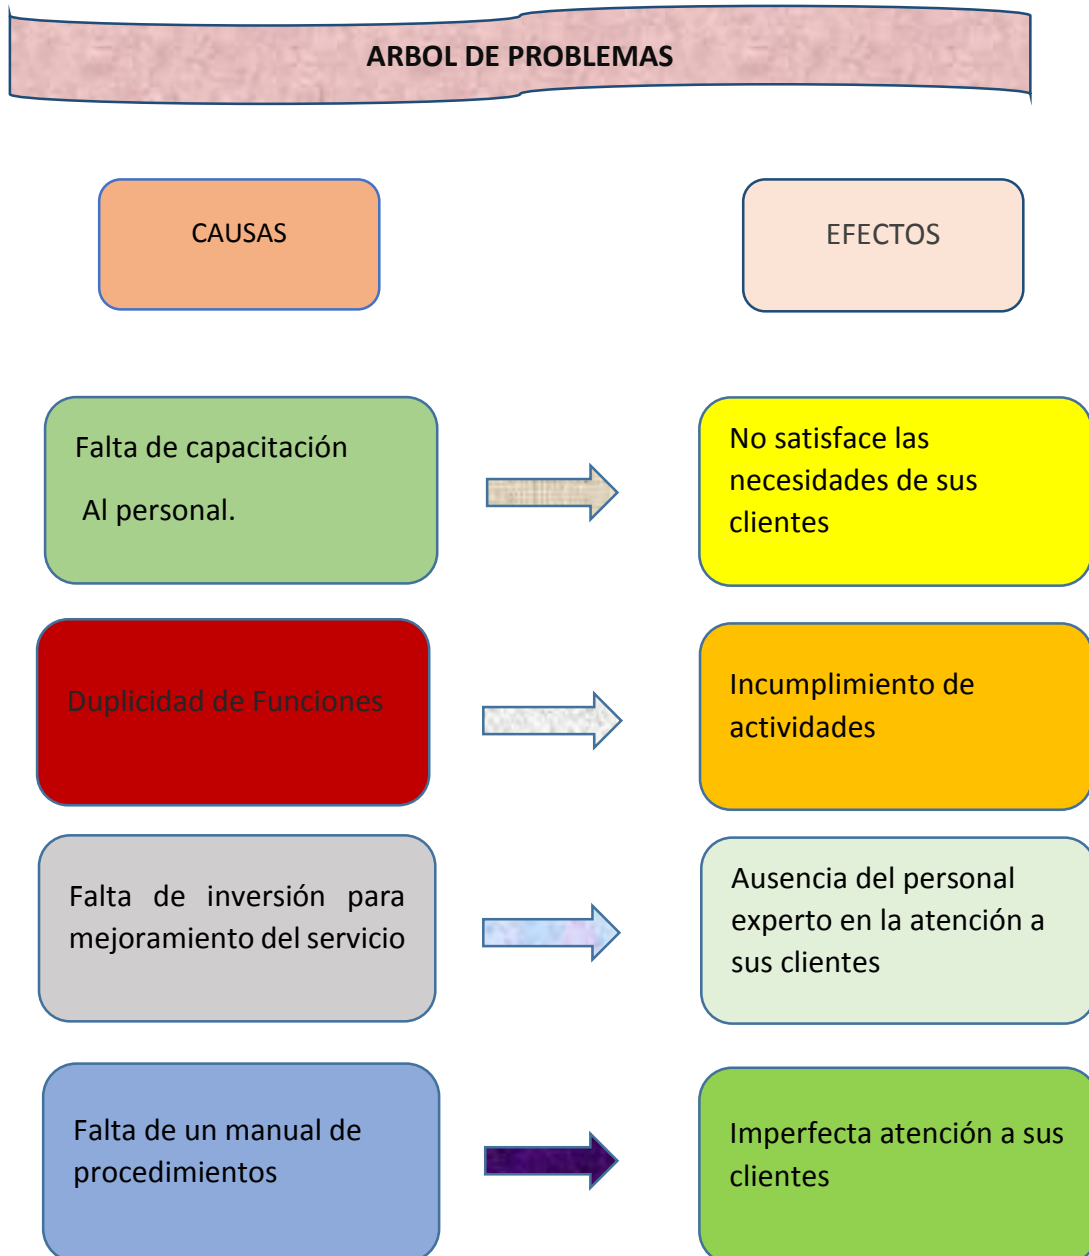 ARBOL DE PROBLEMAS
CAUSAS
EFECTOS
Falta de capacitación
Al personal.
No satisface las
necesidades de sus
clientes
Duplicidad de Funciones
Incumplimiento de
actividades
Falta de inversión para
mejoramiento del servicio
Ausencia del personal
experto en la atención a
sus clientes
Falta de un manual de
procedimientos
Imperfecta atención a sus
clientes